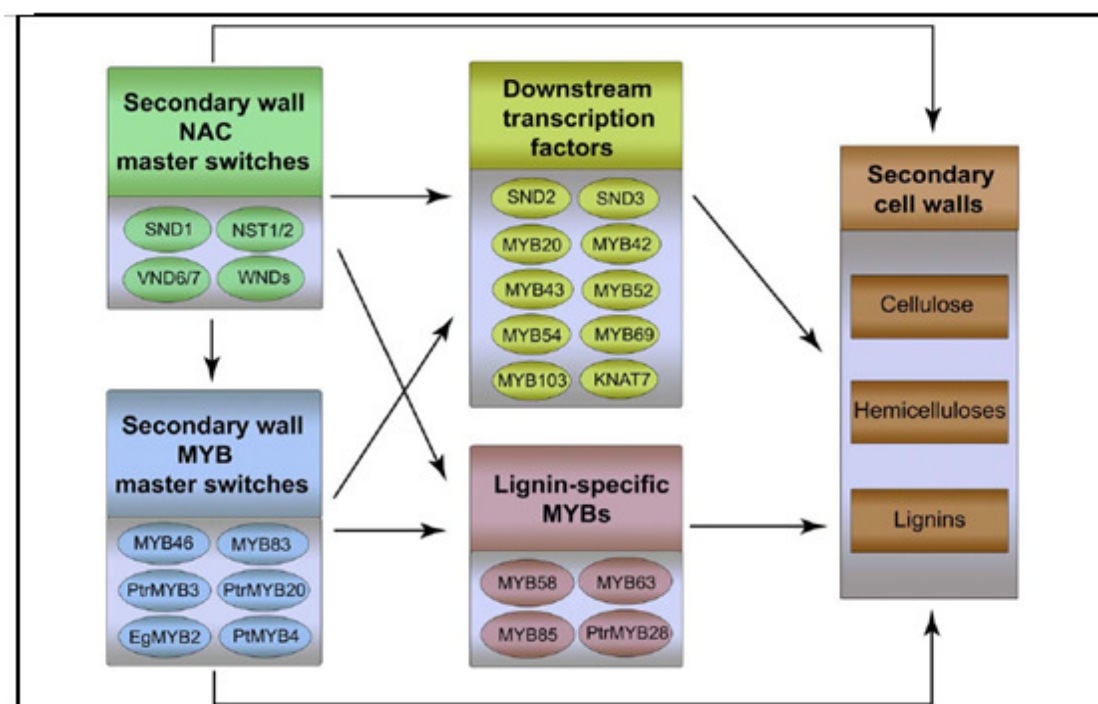 Secondary wall
NAC
master switches
SND1 NST1/2
VND6/7 WNDs
Secondary wall
MYB
master switches
MYB46 MYB83
PtrMYB3 PtrMYB20
EgMYB2 PtMYB4
Downstream
transcription
factors
SND2 SND3
MYB20 MYB42
MYB43 MYB52
MYB54 MYB69
MYB103 KNAT7
Lignin-specific
MYBs
MYB58 MYB63
MYB85 PtrMYB28
Secondary
cell walls
Cellulose
Hemicelluloses
Lignins